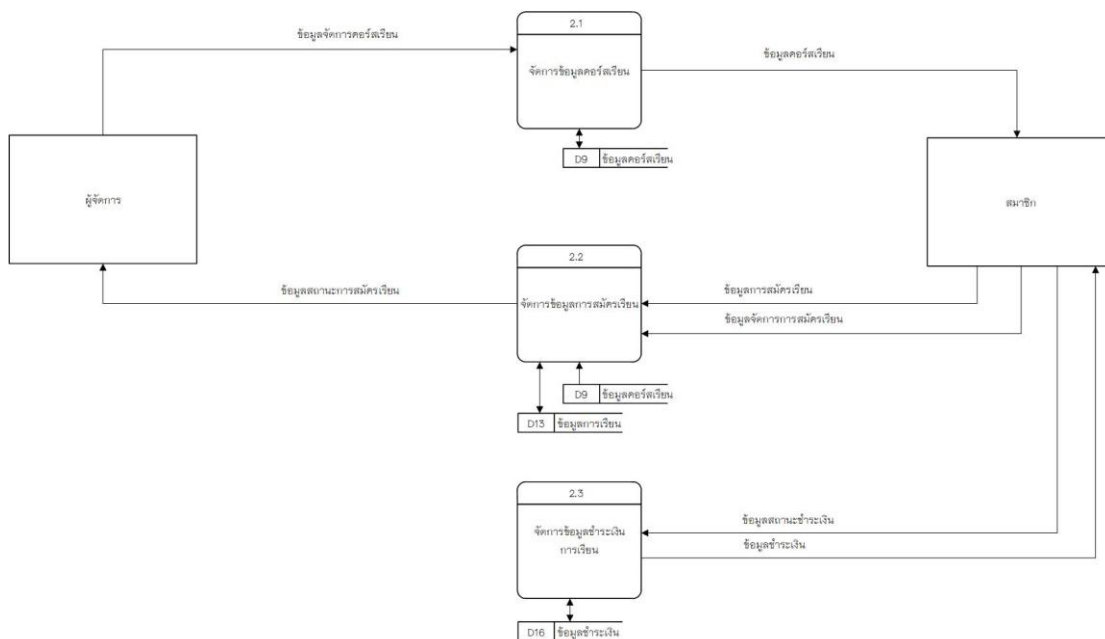 2.1
ข้อมูลจัดการคอร์สเรียน
ข้อมูลคอร์สเรียน
จัดการข้อมูลคอร์สเรียน
D9 ข้อมูลคอร์สเรียน
ผู้จัดการ
สมาชิก
2.2
ข้อมูลสถานะการสมัครเรียน
จัดการข้อมูลการสมัครเรียน
ข้อมูลการสมัครเรียน
ข้อมูลจัดการการสมัครเรียน
D9 ข้อมูลคอร์สเรียน
D13 ข้อมูลการเรียน
2.3
จัดการข้อมูลชำระเงิน
การเรียน
ข้อมูลสถานะชำระเงิน
ข้อมูลชำระเงิน
D16 ข้อมูลชำระเงิน